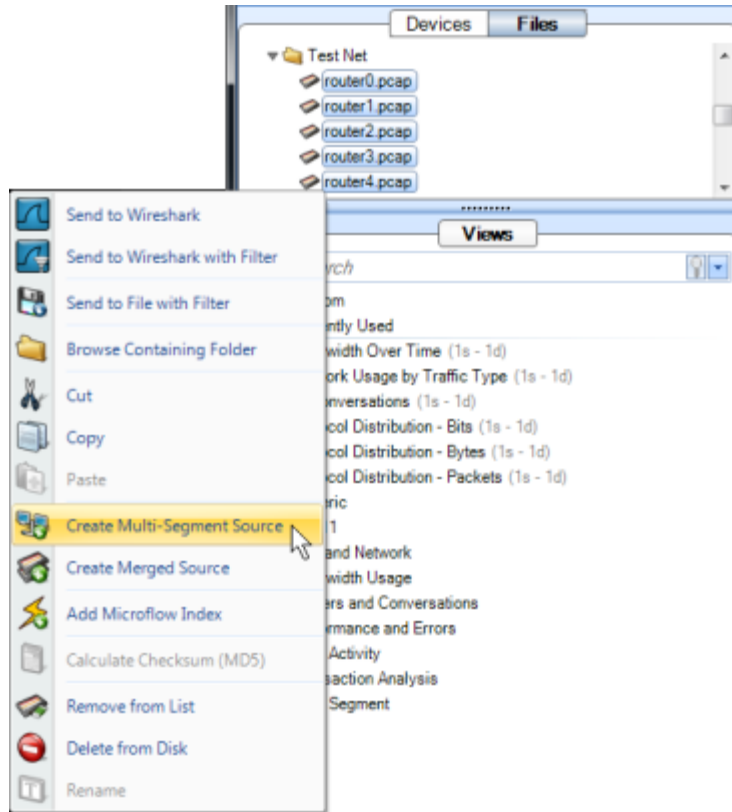 Devices Files
Test Net
router0.pcap
router1.pcap
router2.pcap
router3.pcap
router4.pcap
Views
Send to Wireshark
Send to Wireshark with Filter
Send to File with Filter
Browse Containing Folder
Cut
Copy
Paste
Create Multi-Segment Source
Create Merged Source
Add Microflow Index
Calculate Checksum (MD5)
Remove from List
Delete from Disk
Rename
rch
om
ntly Used
width Over Time (1s - 1d)
ork Usage by Traffic Type (1s - 1d)
nversations (1s - 1d)
col Distribution - Bits (1s - 1d)
col Distribution - Bytes (1s - 1d)
col Distribution - Packets (1s - 1d)
eric
1
and Network
width Usage
ers and Conversations
rmance and Errors
Activity
saction Analysis
Segment